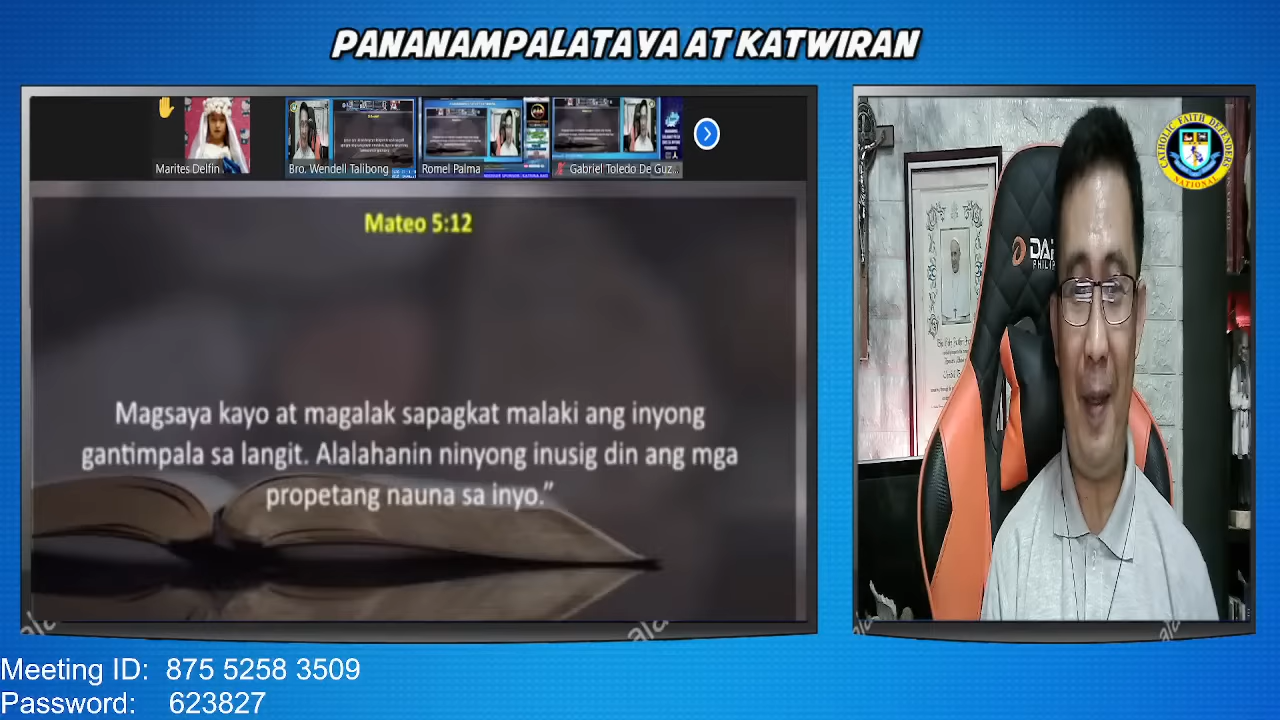 PANANAMPALATAYA AT KATWIRAN
Marites Delfin
Bro. Wendell Talibong
Romel Palma
Gabriel Toledo De Guz...
Mateo 5:12
Magsaya kayo at magalak sapagkat malaki ang inyong
gantimpala sa langit. Alalahanin ninyong inusig din ang mga
propetang nauna sa inyo.”
CATHOLIC FAITH DEFENDERS
NATIONAL
Meeting ID: 875 5258 3509
Password: 623827